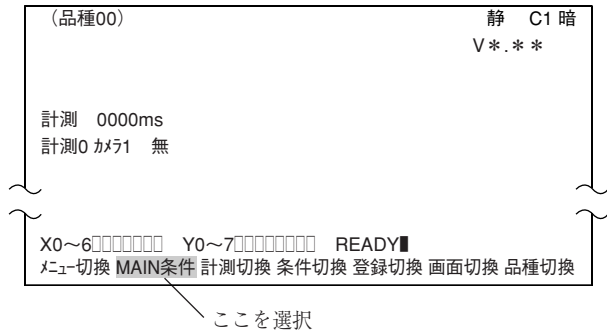 （品種00） 静 C1 暗
V＊.＊＊
計測 0000ms
計測0 ｶﾒﾗ1 無
X0～6□□□□□□□ Y0～7□□□□□□□□ READY■
ﾒﾆｭｰ切換 MAIN条件 計測切換 条件切換 登録切換 画面切換 品種切換
ここを選択